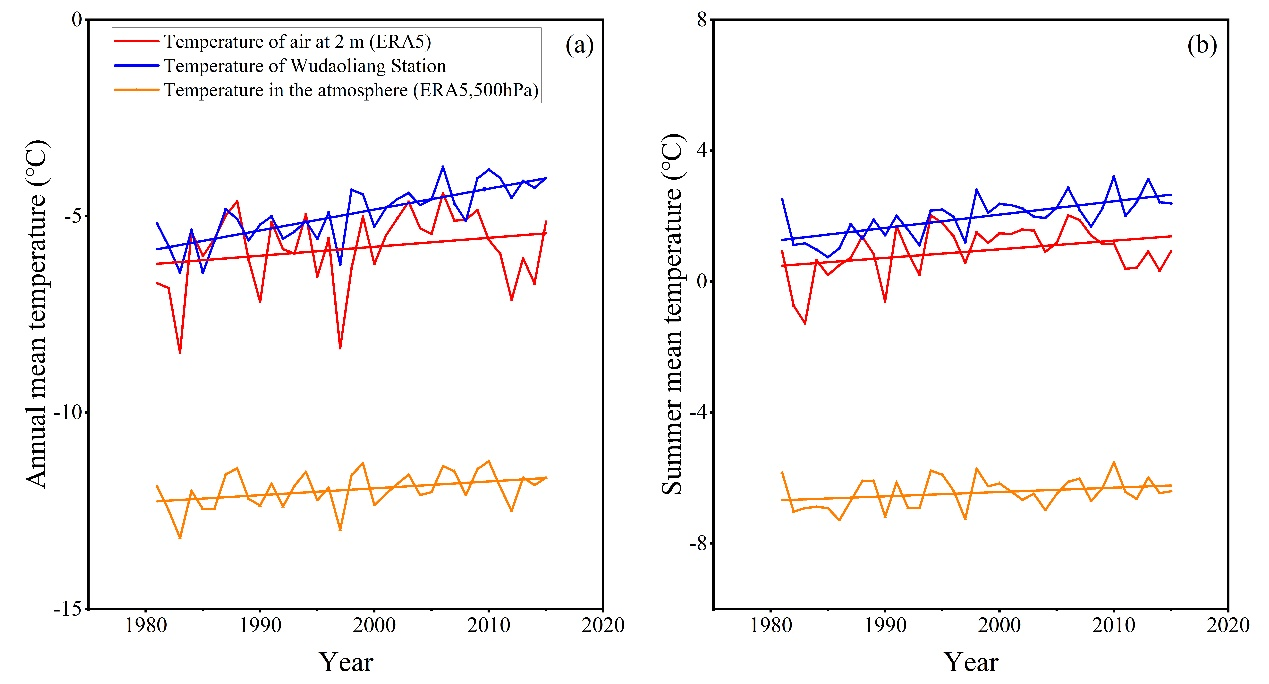 0
-5
-10
-15
Annual mean temperature (°C)
Temperature of air at 2 m (ERA5)
Temperature of Wudaoliang Station
Temperature in the atmosphere (ERA5,500hPa)
(a)
1980 1990 2000 2010 2020
Year
8
4
0
-4
-8
Summer mean temperature (°C)
(b)
1980 1990 2000 2010 2020
Year